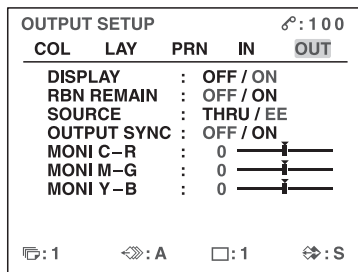 OUTPUT SETUP :100
COL LAY PRN IN OUT
DISPLAY : OFF / ON
RBN REMAIN : OFF / ON
SOURCE : THRU / EE
OUTPUT SYNC : OFF / ON
MONI C–R : 0
MONI M–G : 0
MONI Y–B : 0
:1 :A :1 :S